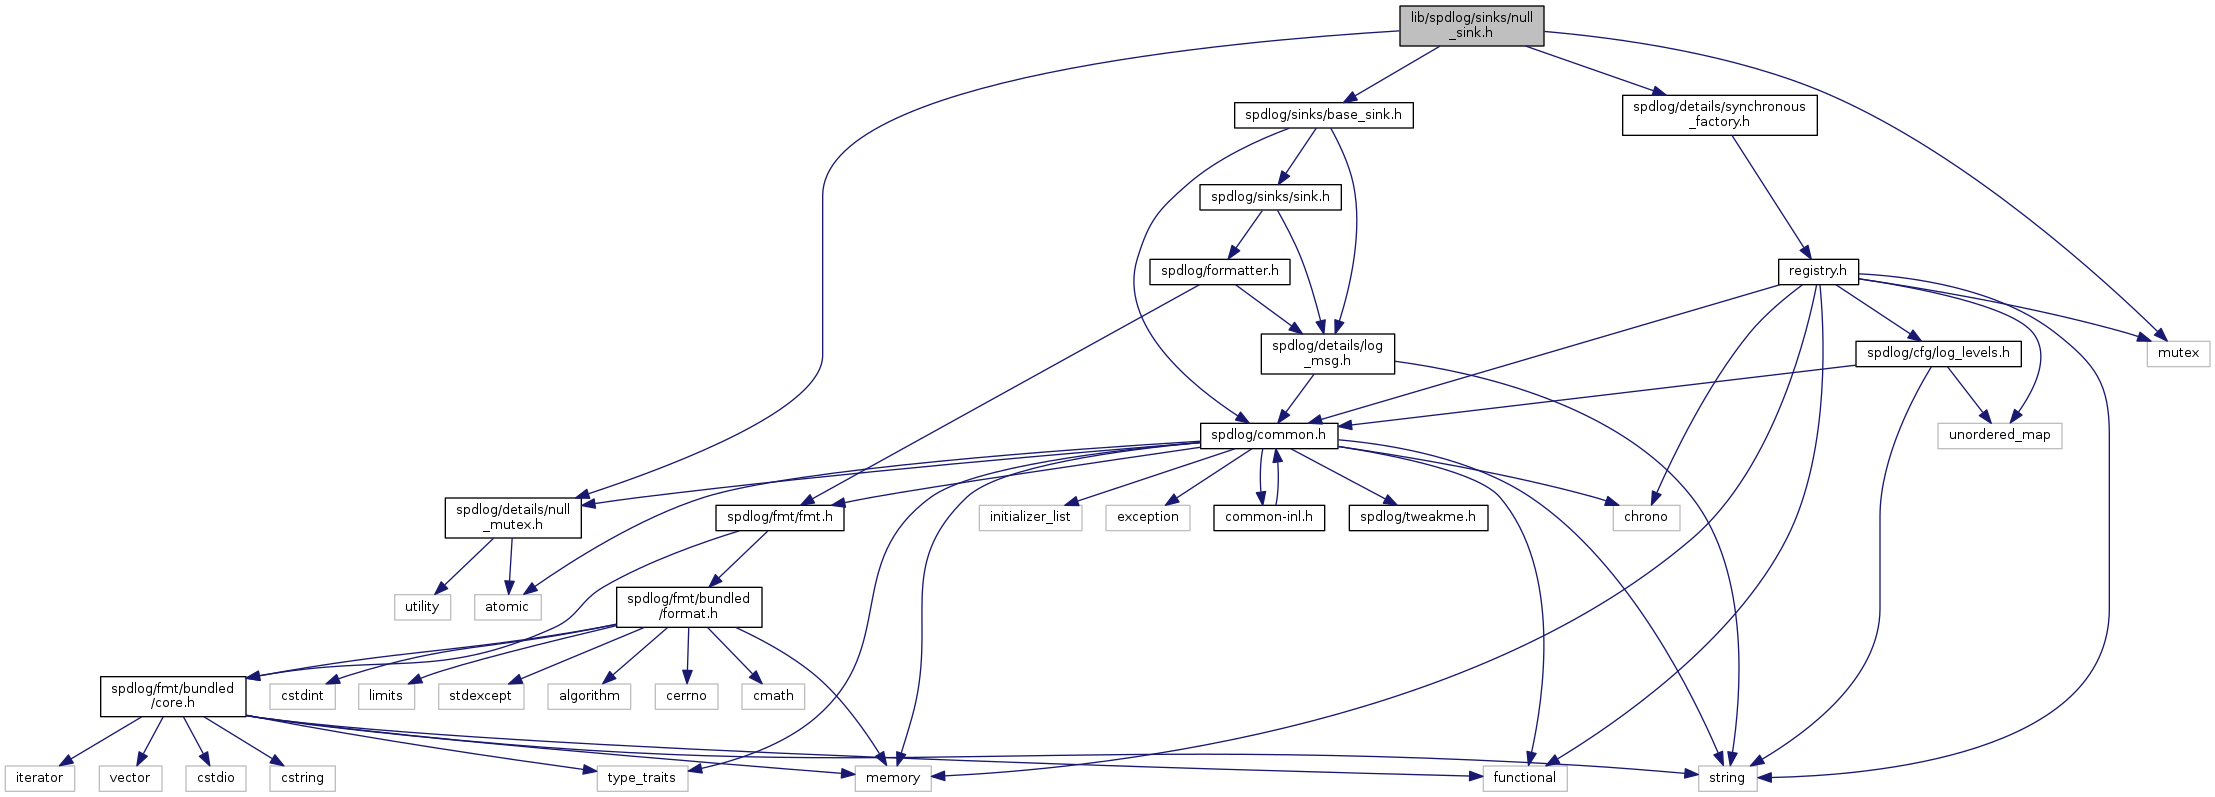 lib/spdlog/sinks/null
_sink.h
spdlog/sinks/base_sink.h
spdlog/details/synchronous
_factory.h
spdlog/sinks/sink.h
spdlog/formatter.h
registry.h
spdlog/details/log
_msg.h
spdlog/cfg/log_levels.h
mutex
spdlog/common.h
unordered_map
spdlog/details/null
_mutex.h
spdlog/fmt/fmt.h
initializer_list
exception
common-inl.h
spdlog/tweakme.h
chrono
utility
atomic
spdlog/fmt/bundled
/format.h
spdlog/fmt/bundled
/core.h
cstdint
limits
stdexcept
algorithm
cerrno
cmath
iterator
vector
cstdio
cstring
type_traits
memory
functional
string